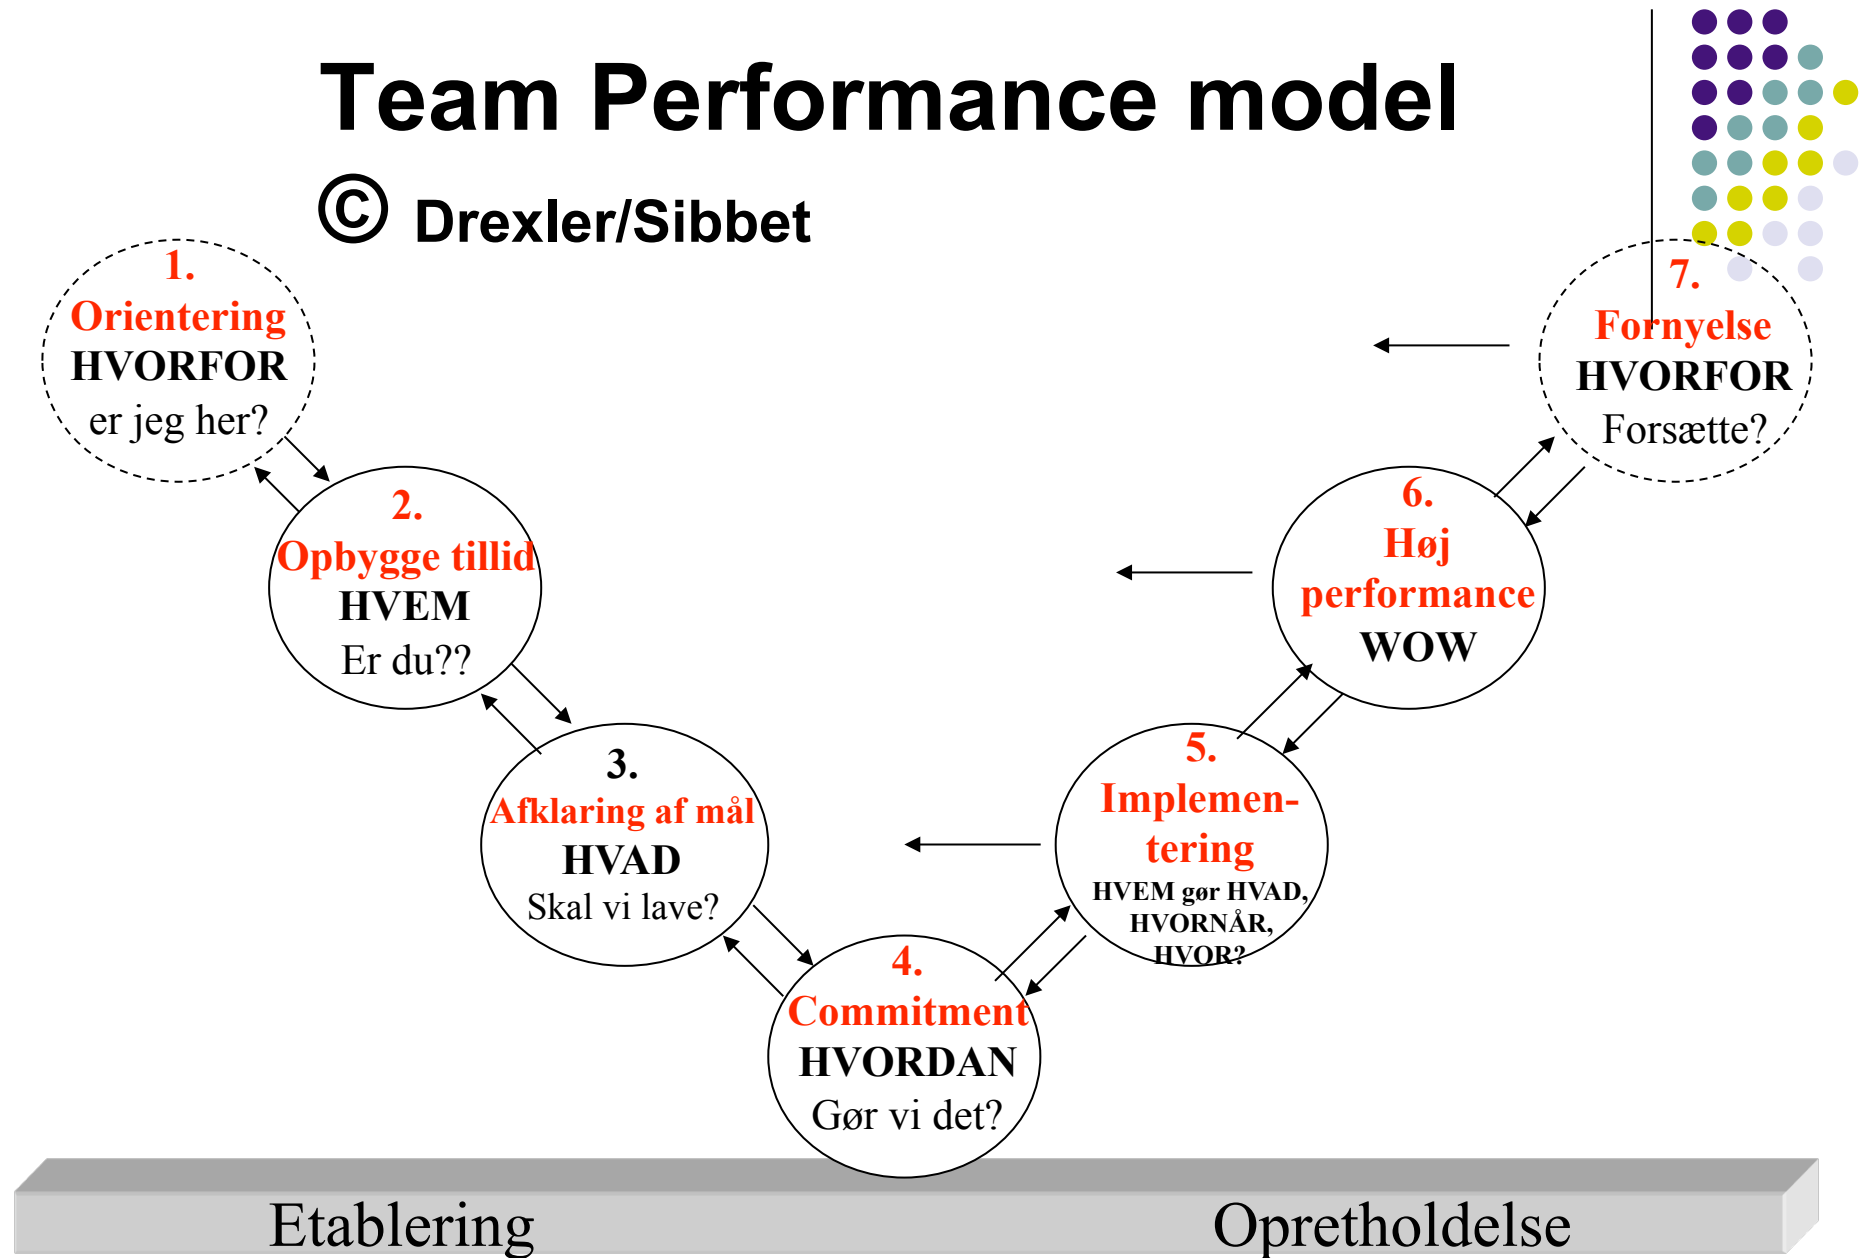 Team Performance model
© Drexler/Sibbet
1.
Orientering
HVORFOR
er jeg her?
2.
Opbygge tillid
HVEM
Er du??
3.
Afklaring af mål
HVAD
Skal vi lave?
4.
Commitment
HVORDAN
Gør vi det?
5.
Implemen-
tering
HVEM gør HVAD,
HVORNÅR,
HVOR?
6.
Høj
performance
WOW
7.
Fornyelse
HVORFOR
Forsætte?
Etablering
Opretholdelse